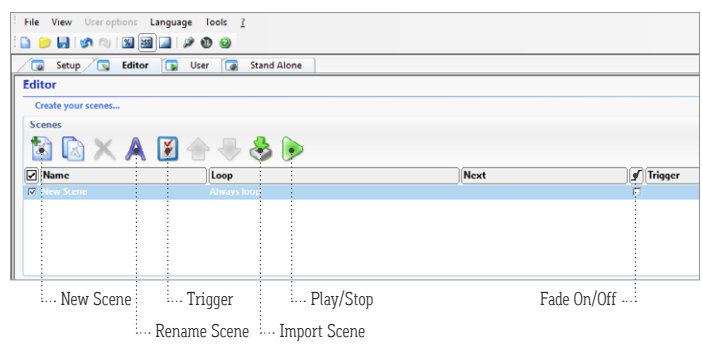 File View User options Language Tools ?
Setup Editor User Stand Alone
Editor
Create your scenes...
Scenes
Name Loop Next Trigger
New Scene Always loop
New Scene Trigger Play/Stop Fade On/Off
Rename Scene Import Scene